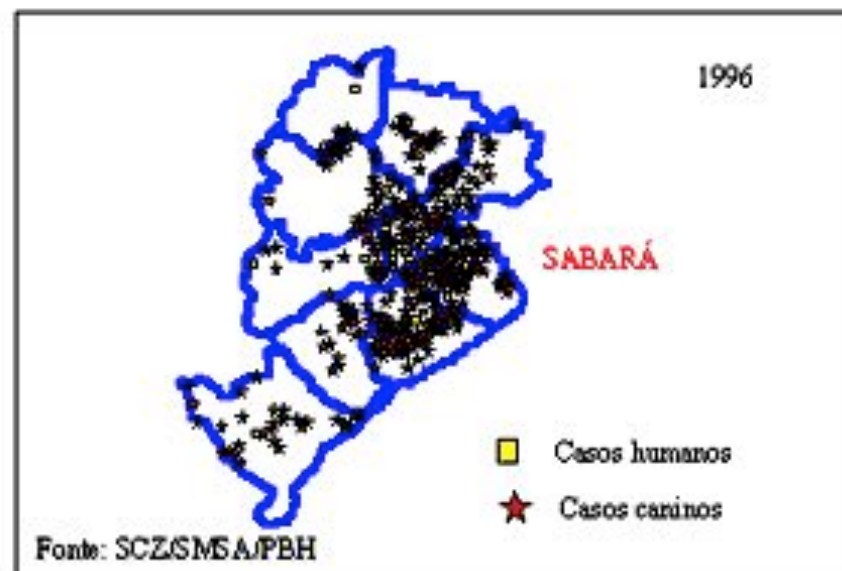 1996
SABARÁ
Casos humanos
Casos caninos
Fonte: SCZ/SMSA/PBH